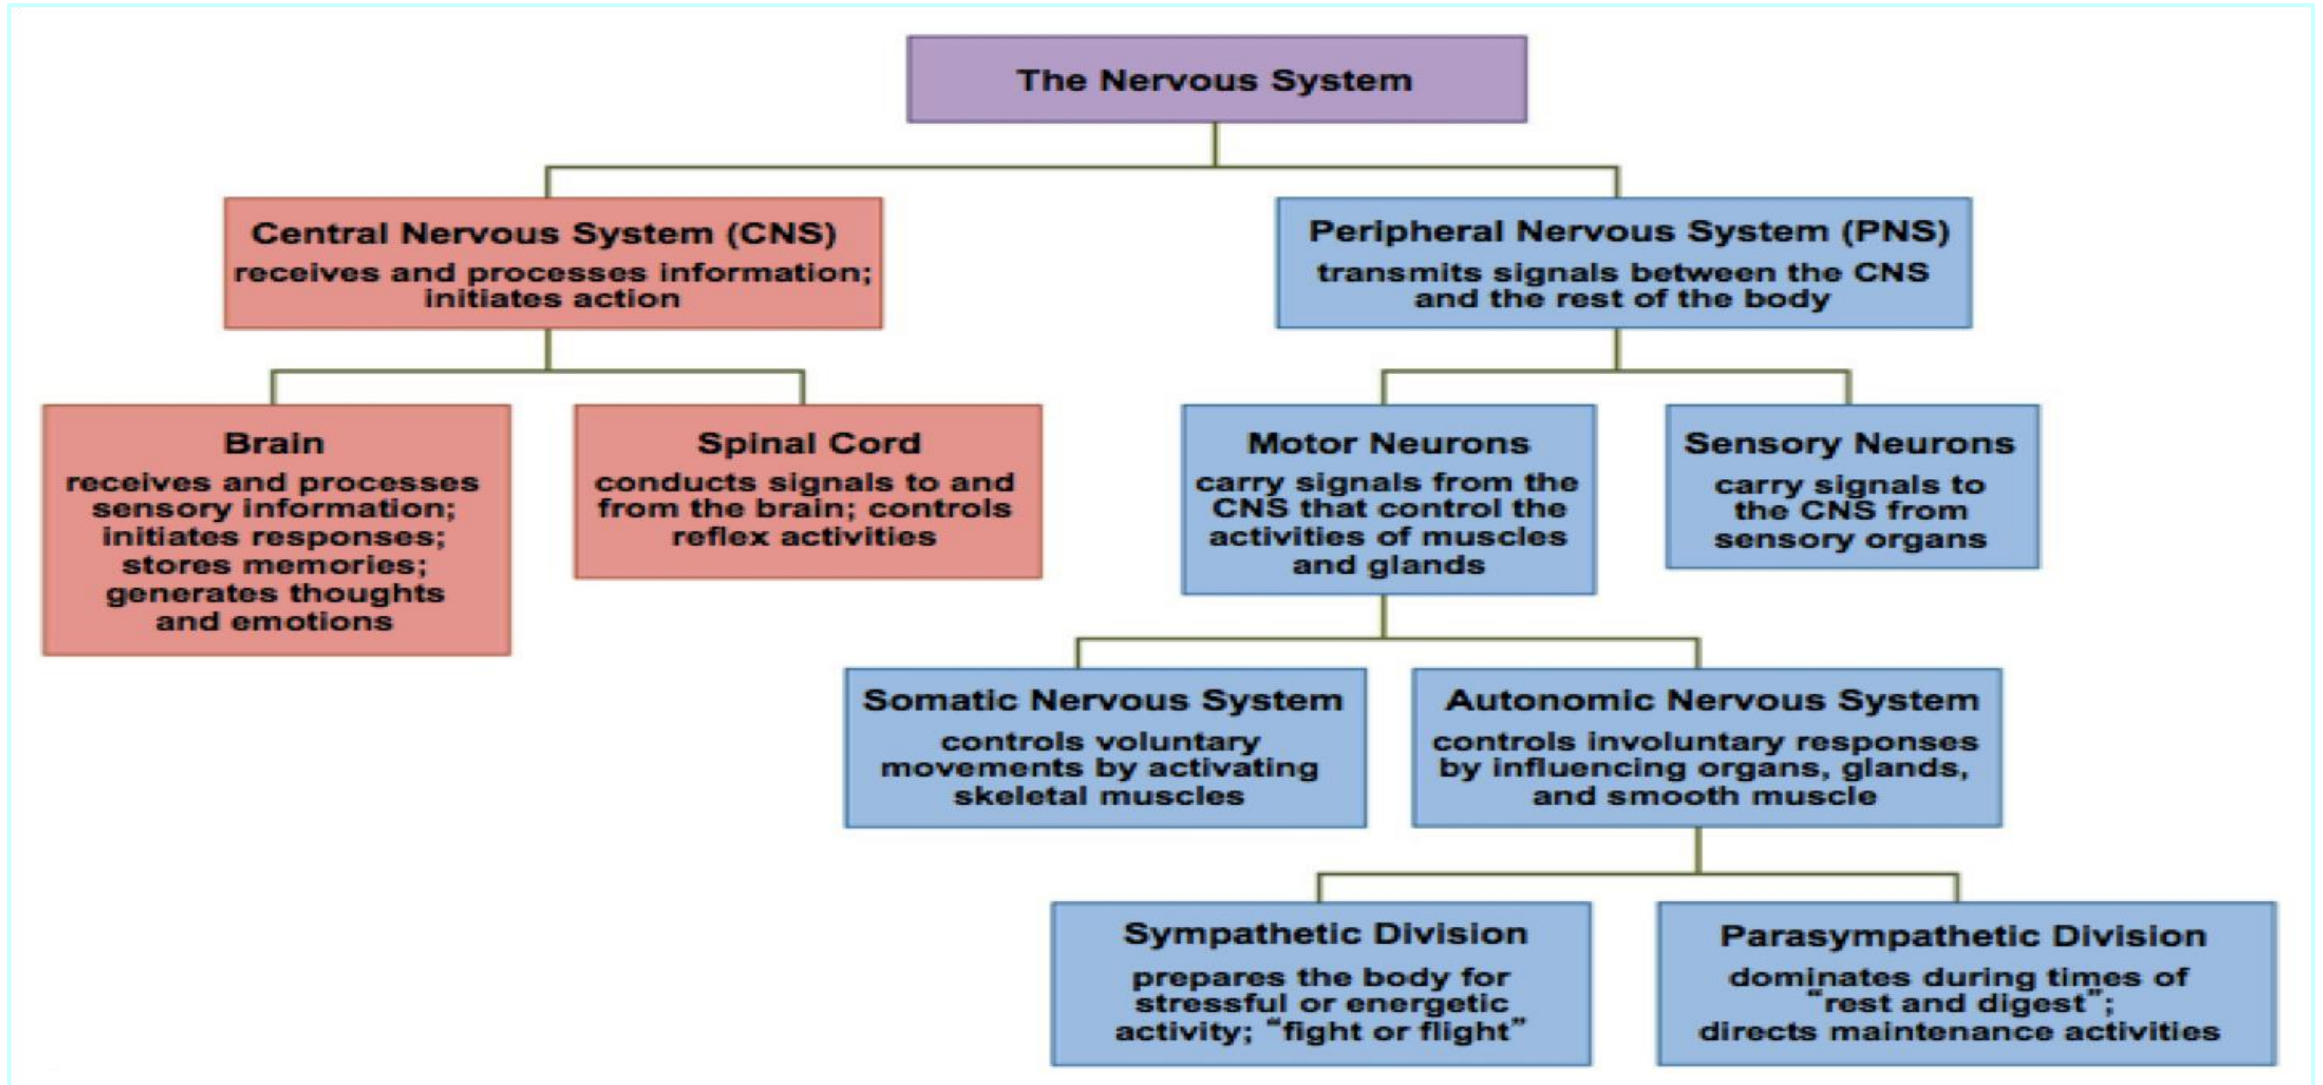 The Nervous System
Central Nervous System (CNS)
receives and processes information;
initiates action
Peripheral Nervous System (PNS)
transmits signals between the CNS
and the rest of the body
Brain
receives and processes
sensory information;
initiates responses;
stores memories;
generates thoughts
and emotions
Spinal Cord
conducts signals to and
from the brain; controls
reflex activities
Motor Neurons
carry signals from the
CNS that control the
activities of muscles
and glands
Sensory Neurons
carry signals to
the CNS from
sensory organs
Somatic Nervous System
controls voluntary
movements by activating
skeletal muscles
Autonomic Nervous System
controls involuntary responses
by influencing organs, glands,
and smooth muscle
Sympathetic Division
prepares the body for
stressful or energetic
activity; “fight or flight”
Parasympathetic Division
dominates during times of
“rest and digest”;
directs maintenance activities